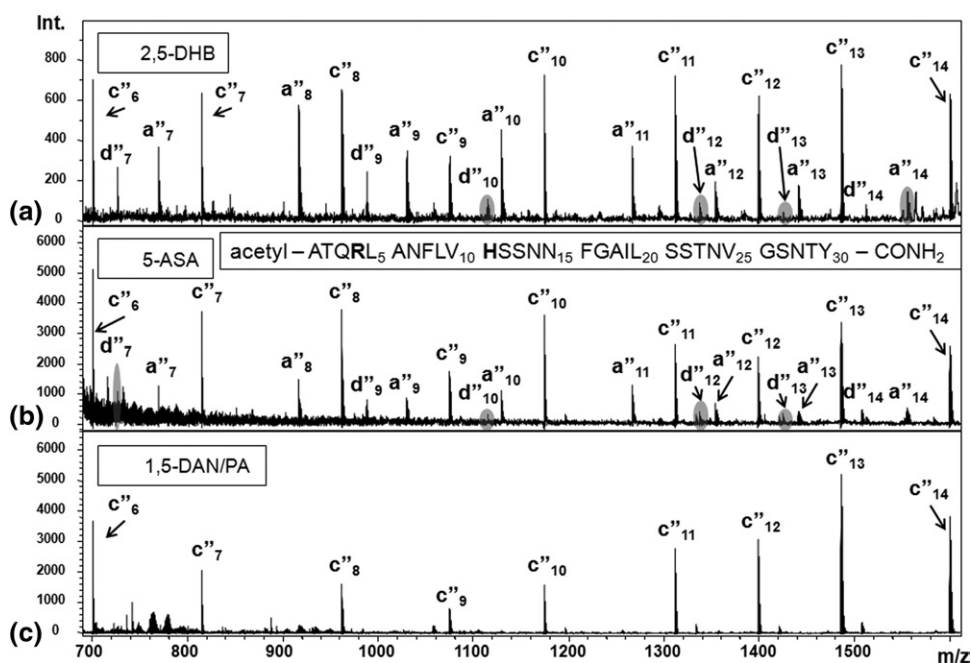 Int.
2,5-DHB
800
600
400
200
0
(a)
c”6
d”7
a”7
c”7
a”8
c”8
d”9
a”9
c”9
d”10
a”10
c”10
a”11
c”11
d”12
a”12
c”12
d”13
a”13
c”13
d”14
a”14
c”14
5-ASA
acetyl – ATQRL5 ANFLV10 HSSNN15 FGAIL20 SSTNV25 GSNTY30 – CONH2
6000
5000
4000
3000
2000
1000
0
(b)
c”6
d”7
a”7
c”7
a”8
c”8
d”9
a”9
c”9
d”10
a”10
c”10
a”11
c”11
d”12
a”12
c”12
d”13
a”13
c”13
d”14
a”14
c”14
1,5-DAN/PA
6000
5000
4000
3000
2000
1000
0
(c)
c”6
c”7
c”8
c”9
c”10
c”11
c”12
c”13
c”14
700 800 900 1000 1100 1200 1300 1400 1500 m/z